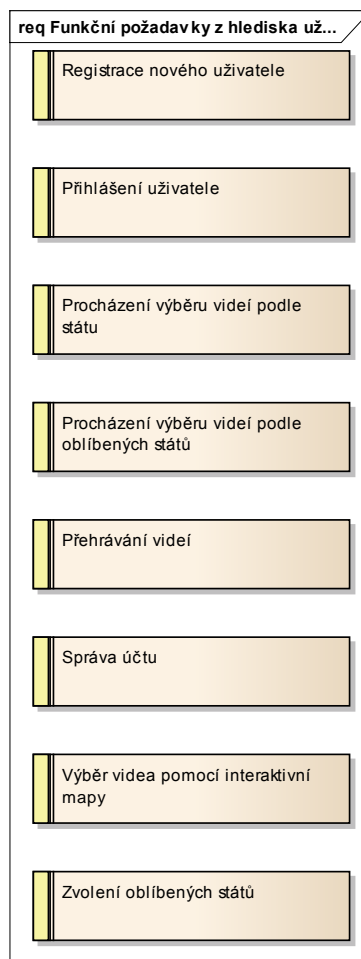 req Funkční požadavky z hlediska už...
Registrace nového uživatele
Přihlášení uživatele
Procházení výběru videí podle
státu
Procházení výběru videí podle
oblíbených států
Přehrávání videí
Správa účtu
Výběr videa pomocí interaktivní
mapy
Zvolení oblíbených států